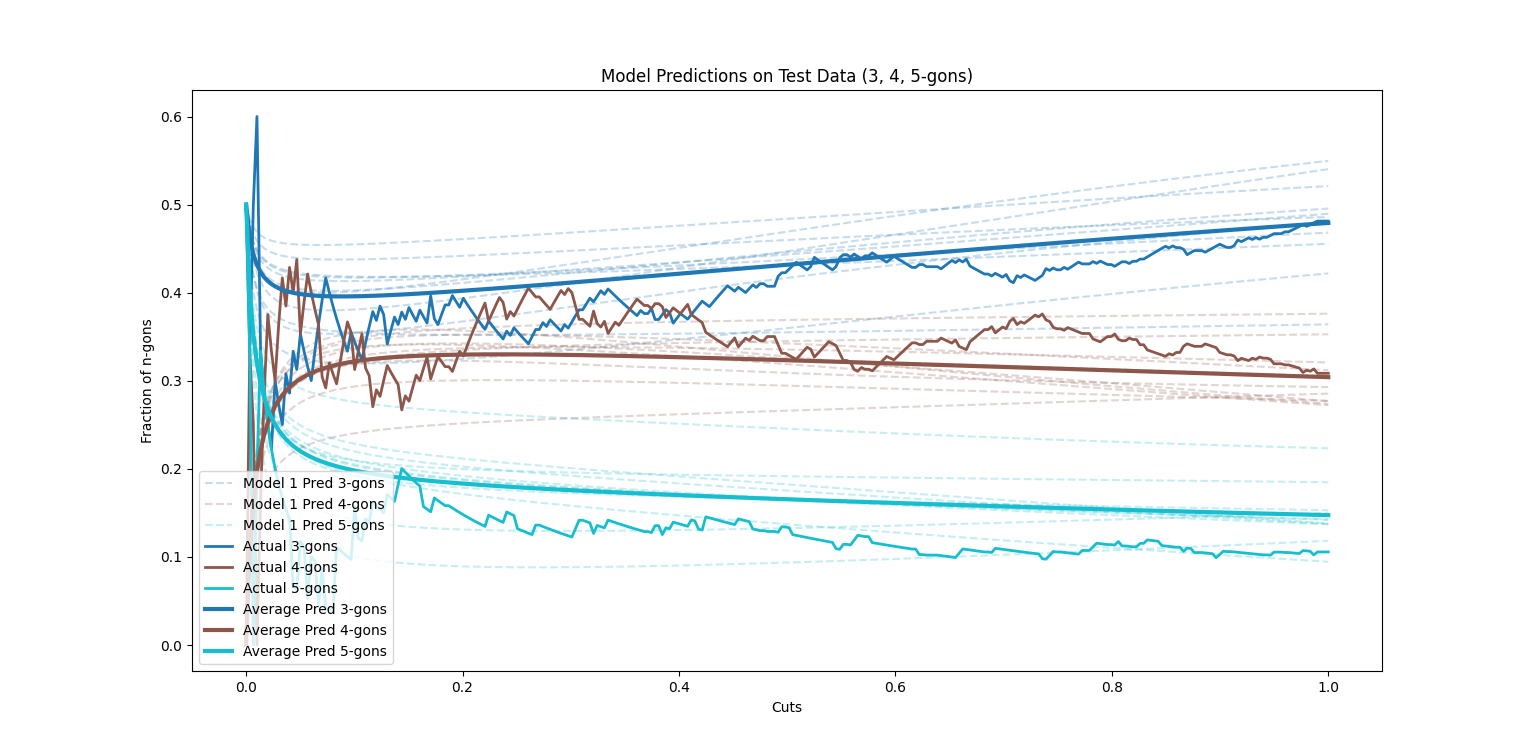 Model Predictions on Test Data (3, 4, 5-gons)
Fraction of n-gons
0.6
0.5
0.4
0.3
0.2
0.1
0.0
Model 1 Pred 3-gons
Model 1 Pred 4-gons
Model 1 Pred 5-gons
Actual 3-gons
Actual 4-gons
Actual 5-gons
Average Pred 3-gons
Average Pred 4-gons
Average Pred 5-gons
0.0 0.2 0.4 0.6 0.8 1.0
Cuts